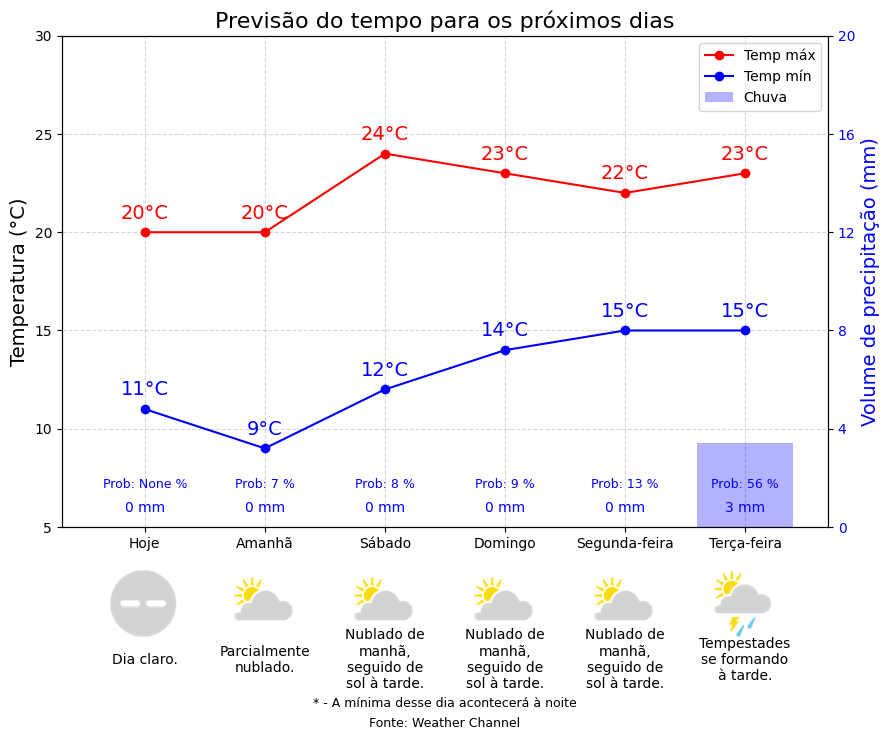 Previsão do tempo para os próximos dias
Temp máx
Temp mín
Chuva
Temperatura (°C)
Volume de precipitação (mm)
30
25
20
15
10
5
20
16
12
8
4
0
20°C
20°C
24°C
23°C
22°C
23°C
11°C
9°C
12°C
14°C
15°C
15°C
Prob: None %
Prob: 7 %
Prob: 8 %
Prob: 9 %
Prob: 13 %
Prob: 56 %
0 mm
0 mm
0 mm
0 mm
0 mm
3 mm
Hoje
Amanhã
Sábado
Domingo
Segunda-feira
Terça-feira
Dia claro.
Parcialmente
nublado.
Nublado de
manhã,
seguido de
sol à tarde.
Nublado de
manhã,
seguido de
sol à tarde.
Nublado de
manhã,
seguido de
sol à tarde.
Tempestades
se formando
à tarde.
* - A mínima desse dia acontecerá à noite
Fonte: Weather Channel